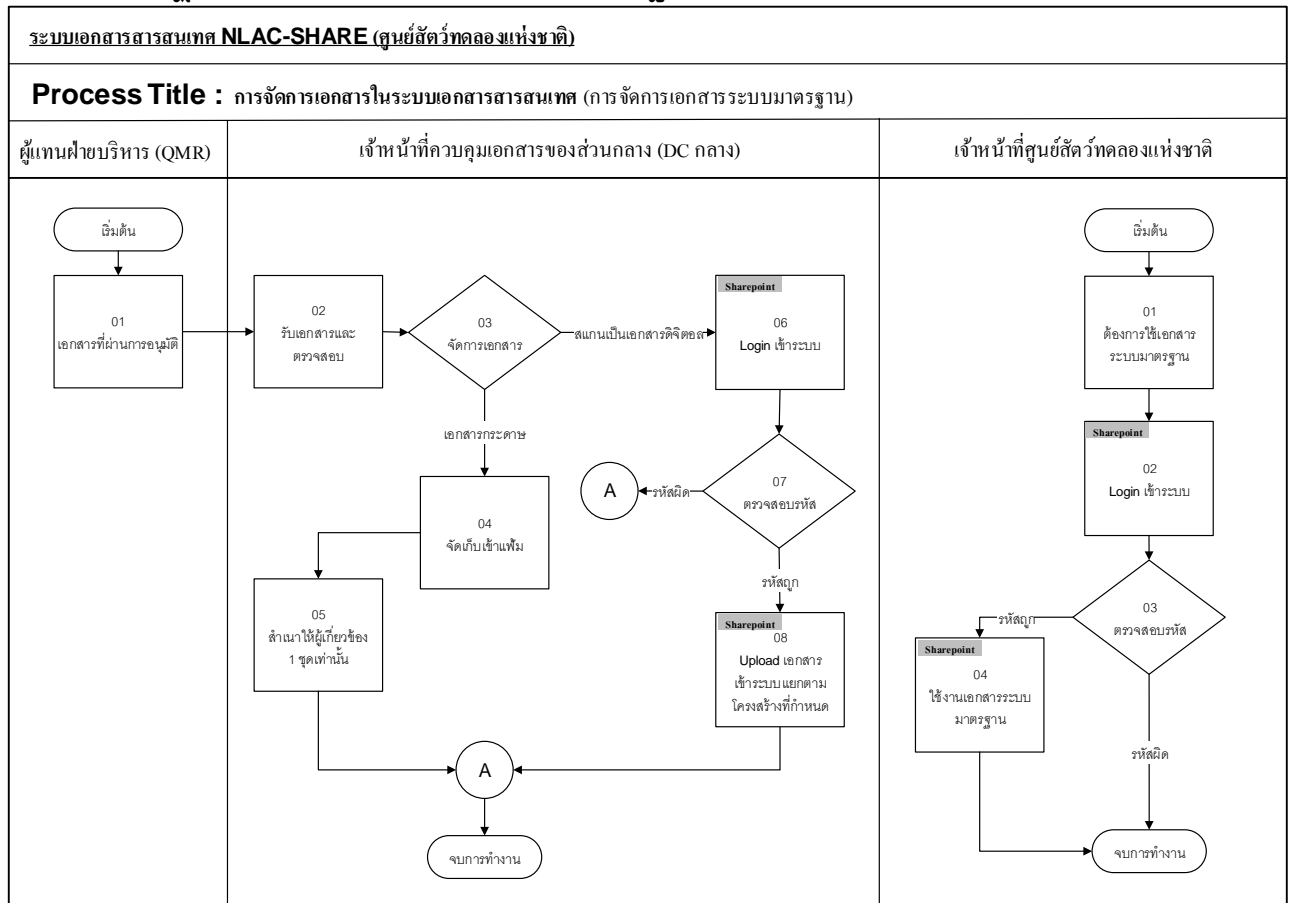 ระบบเอกสารสารสนเทศ NLAC-SHARE (ศูนย์สัตว์ทดลองแห่งชาติ)
Process Title : การจัดการเอกสารในระบบเอกสารสารสนเทศ (การจัดการเอกสารระบบมาตรฐาน)
ผู้แทนฝ่ายบริหาร (QMR)
เจ้าหน้าที่ควบคุมเอกสารของส่วนกลาง (DC กลาง)
เจ้าหน้าที่ศูนย์สัตว์ทดลองแห่งชาติ
เริ่มต้น
01
เอกสารที่ผ่านการอนุมัติ
02
รับเอกสารและ
ตรวจสอบ
03
จัดการเอกสาร
สแกนเป็นเอกสารดิจิตอล
Sharepoint
06
Login เข้าระบบ
เอกสารกระดาษ
04
จัดเก็บเข้าแฟ้ม
05
สำเนาให้ผู้เกี่ยวข้อง
1 ชุดเท่านั้น
07
ตรวจสอบรหัส
รหัสผิด
A
รหัสถูก
Sharepoint
08
Upload เอกสาร
เข้าระบบแยกตาม
โครงสร้างที่กำหนด
A
จบการทำงาน
เริ่มต้น
01
ต้องการใช้เอกสาร
ระบบมาตรฐาน
Sharepoint
02
Login เข้าระบบ
03
ตรวจสอบรหัส
รหัสถูก
Sharepoint
04
ใช้งานเอกสารระบบ
มาตรฐาน
รหัสผิด
จบการทำงาน